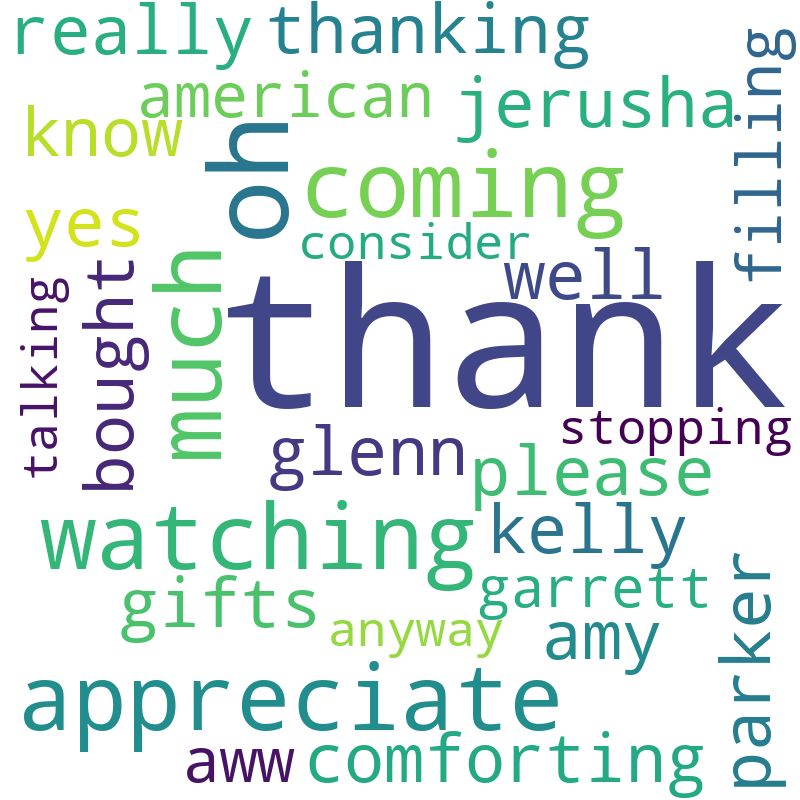 really
thanking
american
jerusha
filling
know
oh
coming
yes
consider
well
much
bought
talking
thank
stopping
glenn
please
watching
kelly
gifts
garrett
anyway
amy
parker
appreciate
aww
comforting